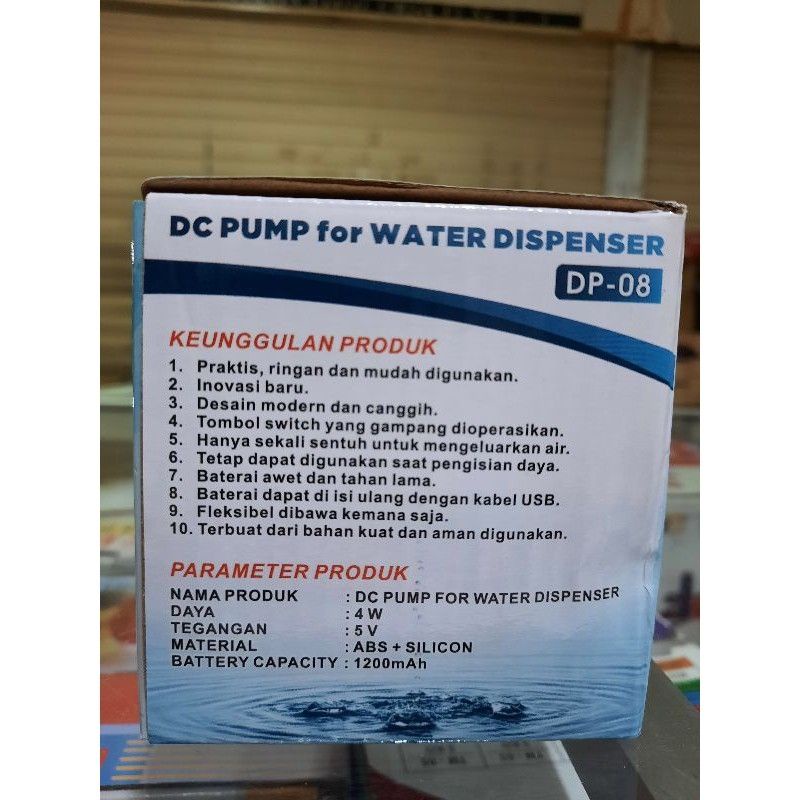 DC PUMP for WATER DISPENSER
DP-08
KEUNGGULAN PRODUK
1. Praktis, ringan dan mudah digunakan.
2. Inovasi baru.
3. Desain modern dan canggih.
4. Tombol switch yang gampang dioperasikan.
5. Hanya sekali sentuh untuk mengeluarkan air.
6. Tetap dapat digunakan saat pengisian daya.
7. Baterai awet dan tahan lama.
8. Baterai dapat di isi ulang dengan kabel USB.
9. Fleksibel dibawa kemana saja.
10. Terbuat dari bahan kuat dan aman digunakan.
PARAMETER PRODUK
NAMA PRODUK : DC PUMP FOR WATER DISPENSER
DAYA : 4 W
TEGANGAN : 5 V
MATERIAL : ABS + SILICON
BATTERY CAPACITY : 1200mAh